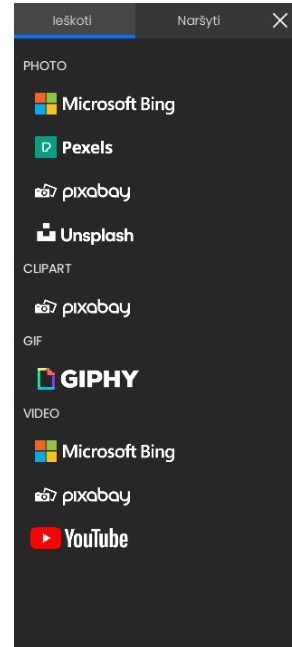 Ieškoti Naršyti
PHOTO
Microsoft Bing
Pexels
pixabay
Unsplash
CLIPART
pixabay
GIF
GIPHY
VIDEO
Microsoft Bing
pixabay
YouTube